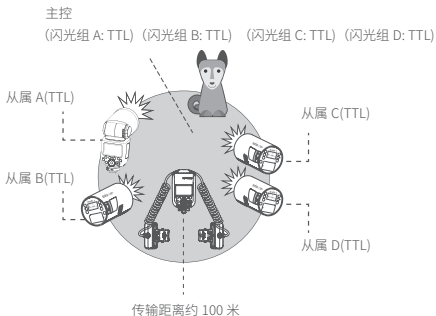 主控
（闪光组 A: TTL)（闪光组 B: TTL) （闪光组 C: TTL)（闪光组 D: TTL)
从属 A(TTL)
从属 C(TTL)
从属 B(TTL)
从属 D(TTL)
传输距离约 100 米